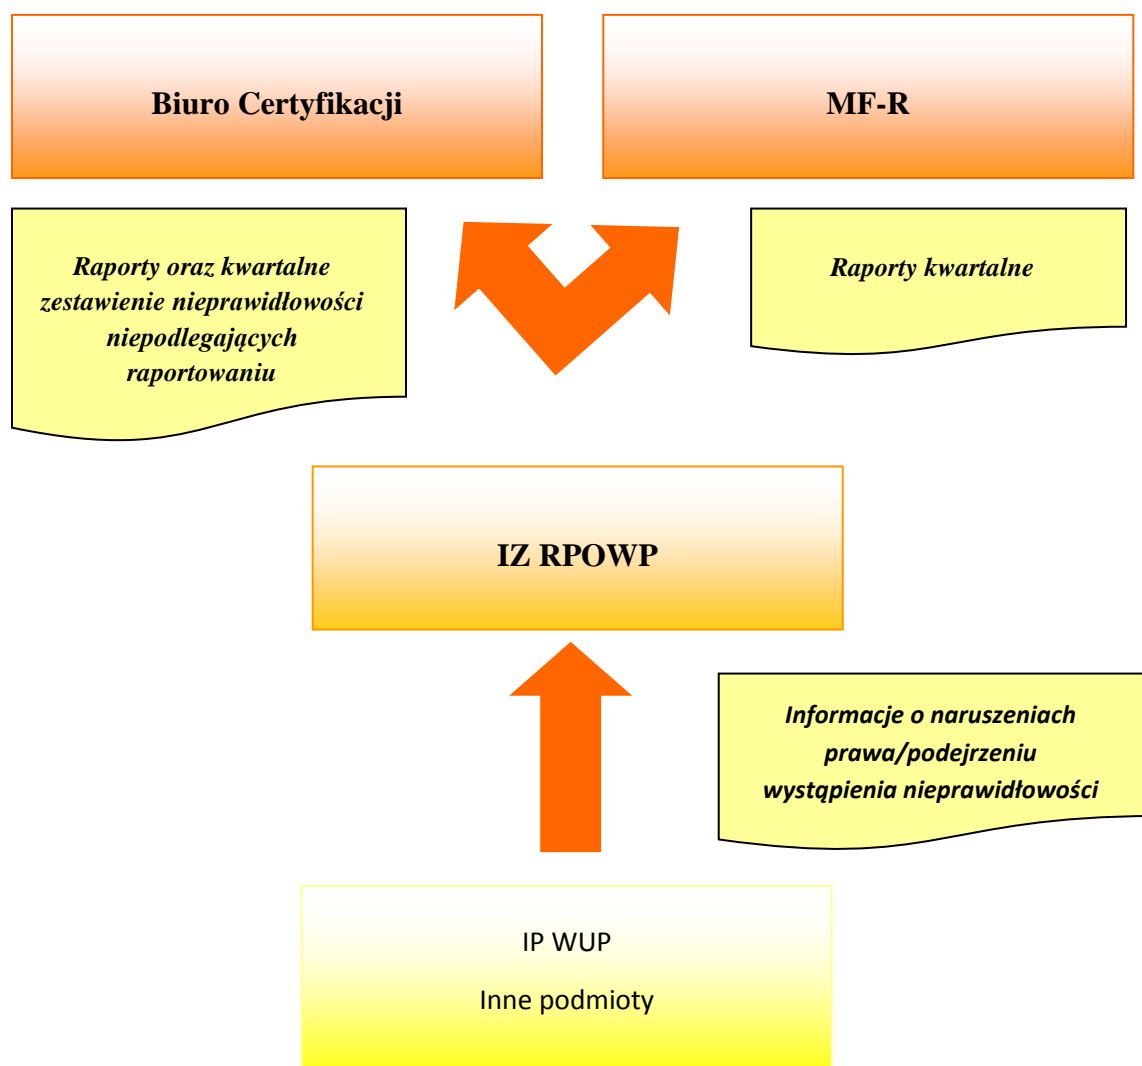 Biuro Certyfikacji
MF-R
Raporty oraz kwartalne
zestawienie nieprawidłowości
niepodlegających
raportowaniu
Raporty kwartalne
IZ RPOWP
Informacje o naruszeniach
prawa/podejrzeniu
wystąpienia nieprawidłowości
IP WUP
Inne podmioty